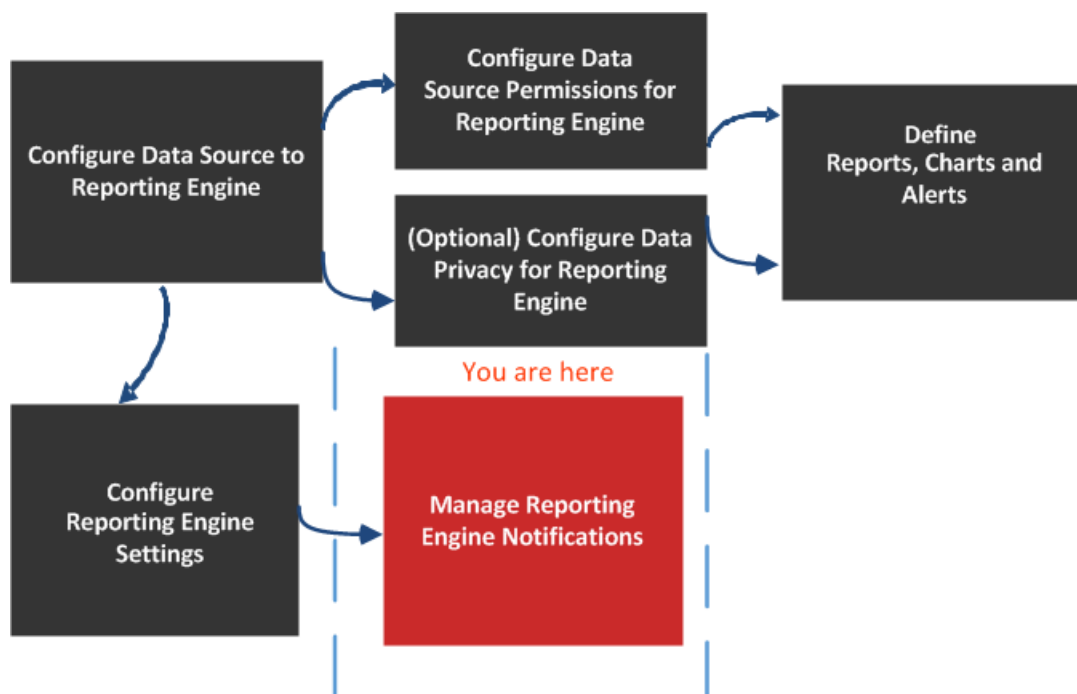 Configure Data Source to
Reporting Engine
Configure Data
Source Permissions for
Reporting Engine
(Optional) Configure Data
Privacy for Reporting
Engine
Define
Reports, Charts and
Alerts
Configure
Reporting Engine
Settings
You are here
Manage Reporting
Engine Notifications